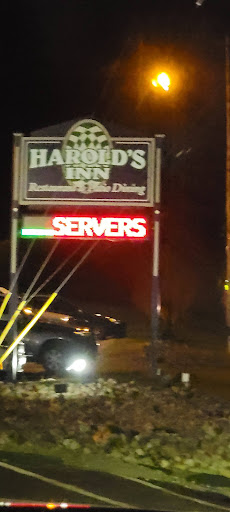 HAROLD'S
INN
Restaurant & Patio Dining
SERVERS